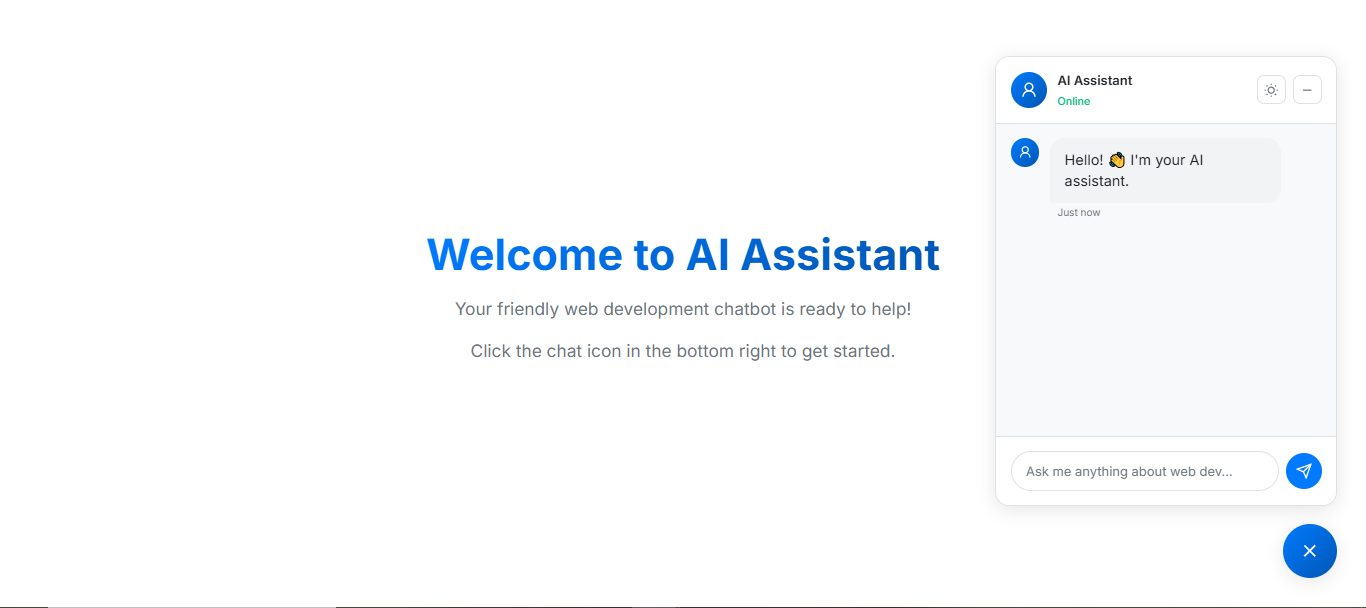 Welcome to AI Assistant
Your friendly web development chatbot is ready to help!
Click the chat icon in the bottom right to get started.
AI Assistant
Online
Hello! 👋 I'm your AI
assistant.
Just now
Ask me anything about web dev...